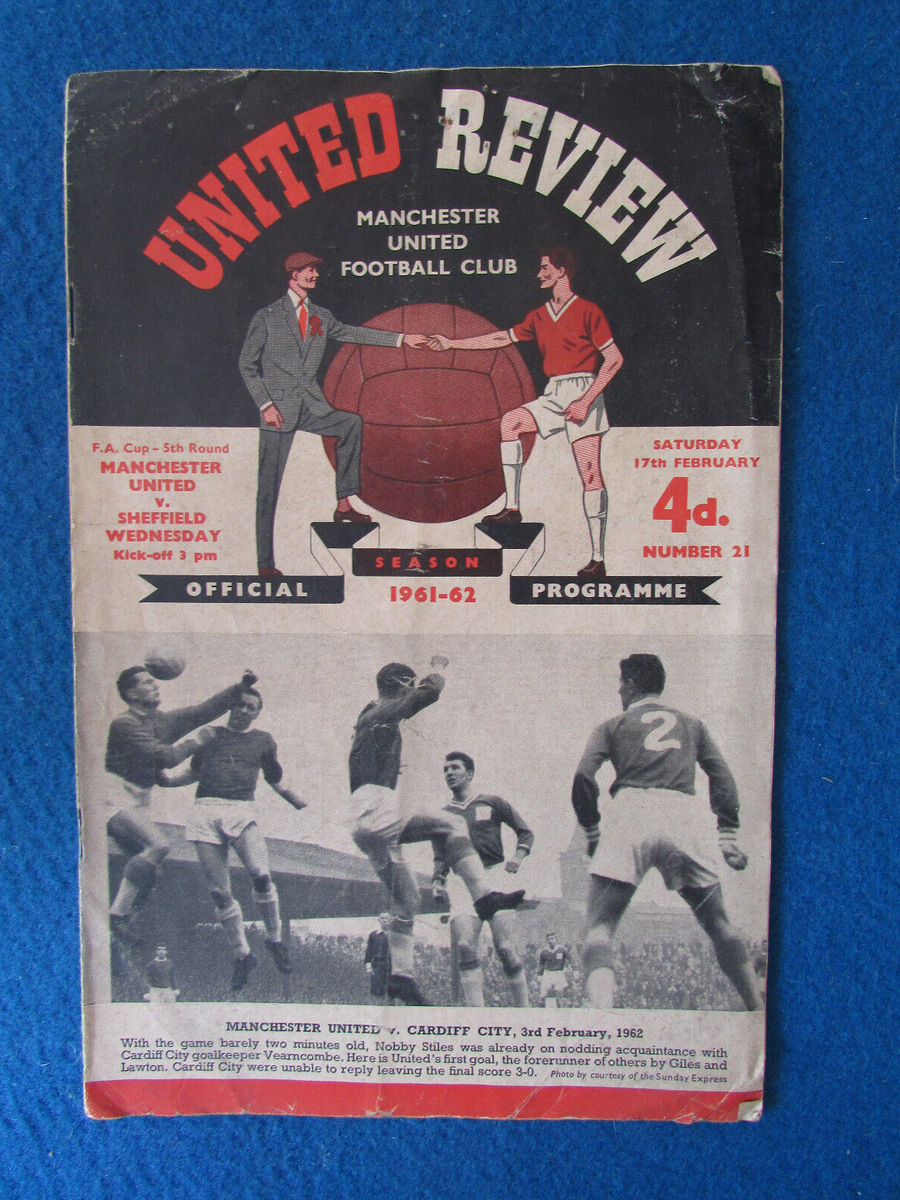 UNITED REVIEW
MANCHESTER
UNITED
FOOTBALL CLUB
F.A. Cup – 5th Round
MANCHESTER
UNITED
v.
SHEFFIELD
WEDNESDAY
Kick-off 3 pm
SATURDAY
17th FEBRUARY
4d.
NUMBER 21
SEASON
OFFICIAL
1961-62
PROGRAMME
2
MANCHESTER UNITED v. CARDIFF CITY, 3rd February, 1962
With the game barely two minutes old, Nobby Stiles was already on nodding acquaintance with
Cardiff City goalkeeper Vearncombe. Here is United's first goal, the forerunner of others by Giles and
Lawton. Cardiff City were unable to reply leaving the final score 3-0. Photo by courtesy of the Sunday Express